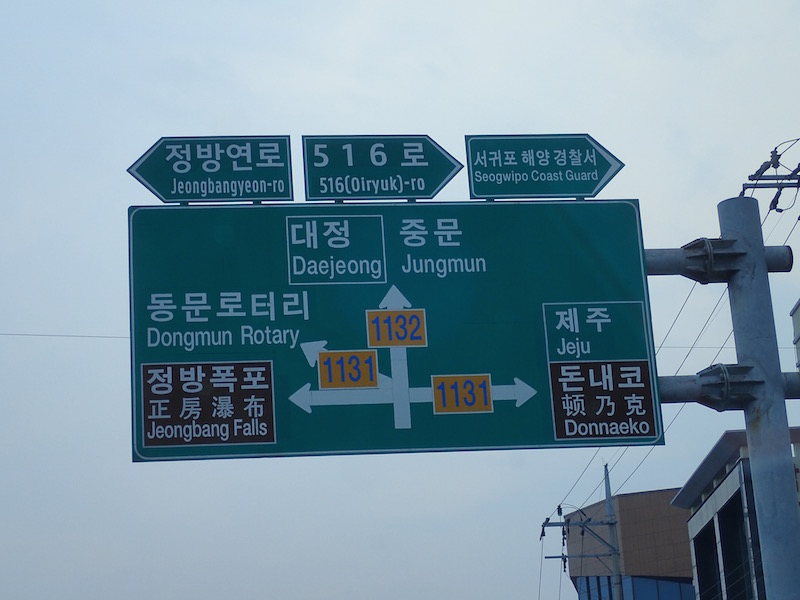 정방연로
Jeongbangyeon-ro
516로
516(Oiryuk)-ro
서귀포 해양 경찰서
Seogwipo Coast Guard
대정
Daejeong
중문
Jungmun
동문로터리
Dongmun Rotary
1132
1131
1131
정방폭포
正房瀑布
Jeongbang Falls
제주
Jeju
돈내코
顿乃克
Donnaeko